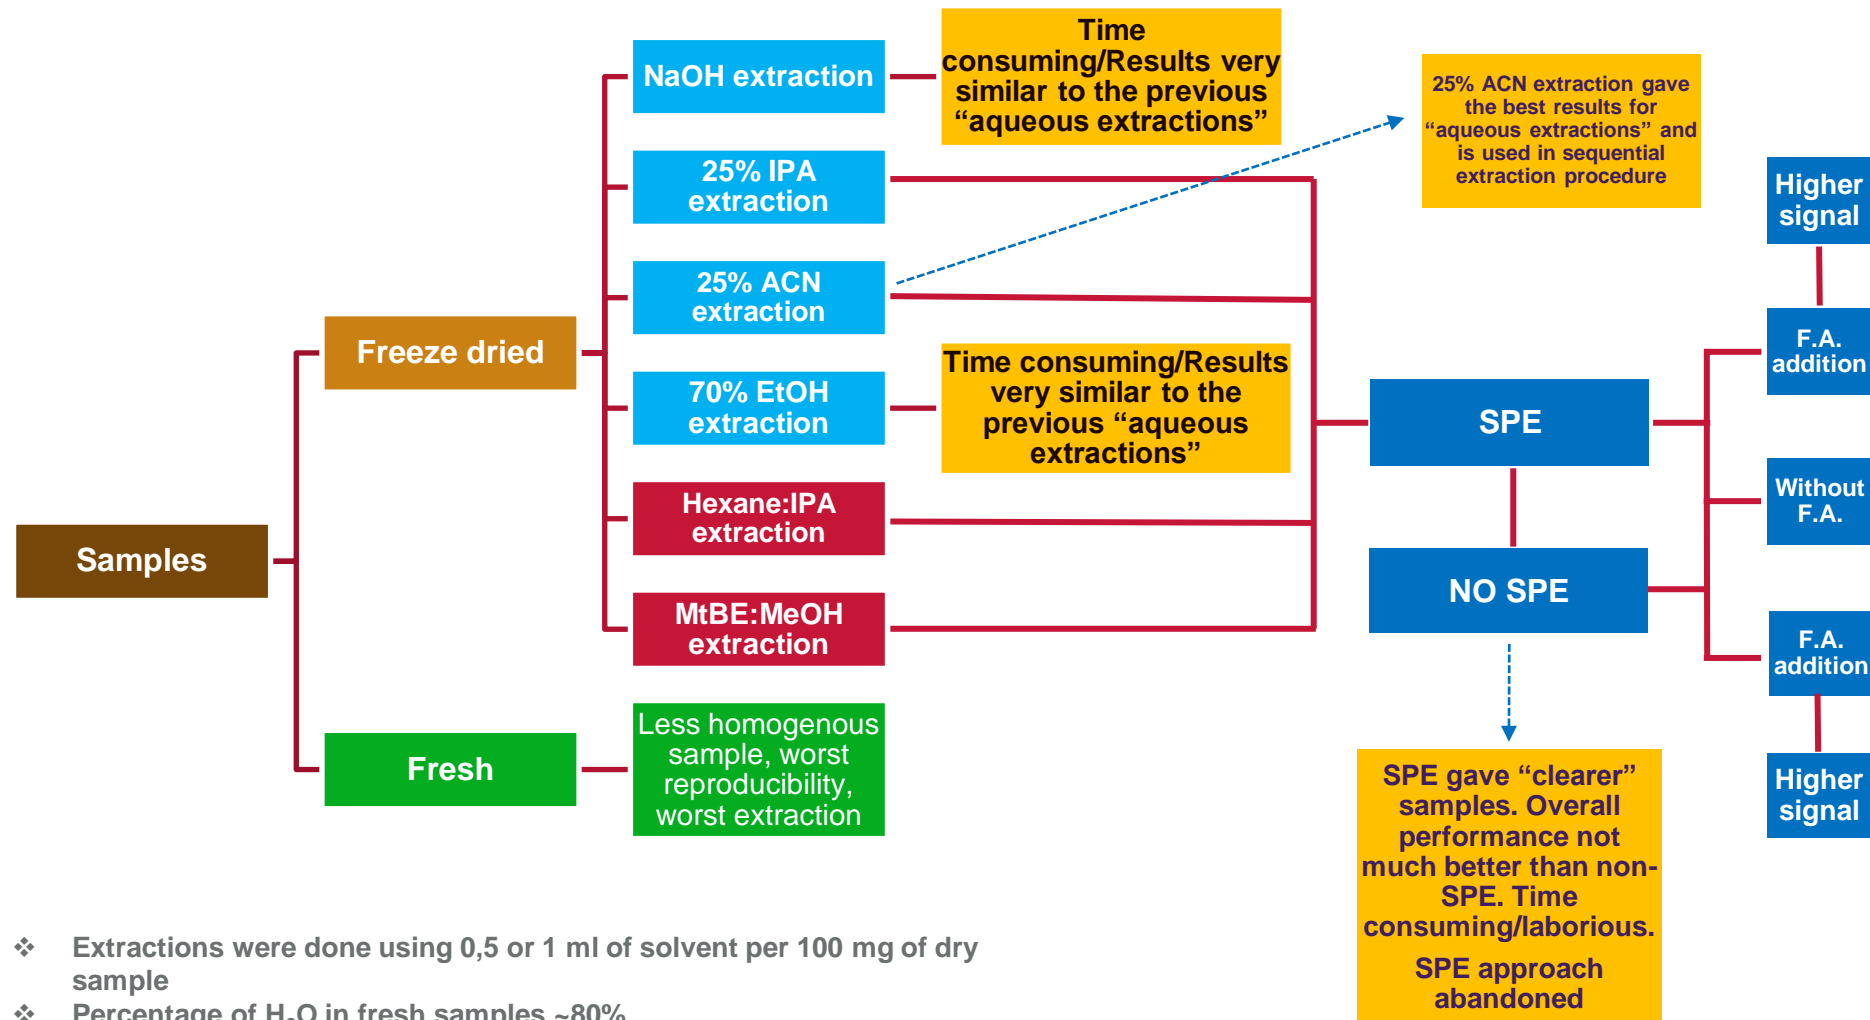 Time
consuming/Results very
similar to the previous
“aqueous extractions”
NaOH extraction
25% ACN extraction gave
the best results for
“aqueous extractions” and
is used in sequential
extraction procedure
25% IPA
extraction
Higher
signal
25% ACN
extraction
Freeze dried
F.A.
addition
70% EtOH
extraction
Time consuming/Results
very similar to the
previous “aqueous
extractions”
SPE
Without
F.A.
Hexane:IPA
extraction
Samples
NO SPE
MtBE:MeOH
extraction
F.A.
addition
Fresh
Less homogenous
sample, worst
reproducibility,
worst extraction
Higher
signal
SPE gave “clearer”
samples. Overall
performance not
much better than non-
SPE. Time
consuming/laborious.
SPE approach
abandoned
❖ Extractions were done using 0,5 or 1 ml of solvent per 100 mg of dry
sample
❖ Percentage of H₂O in fresh samples ~80%